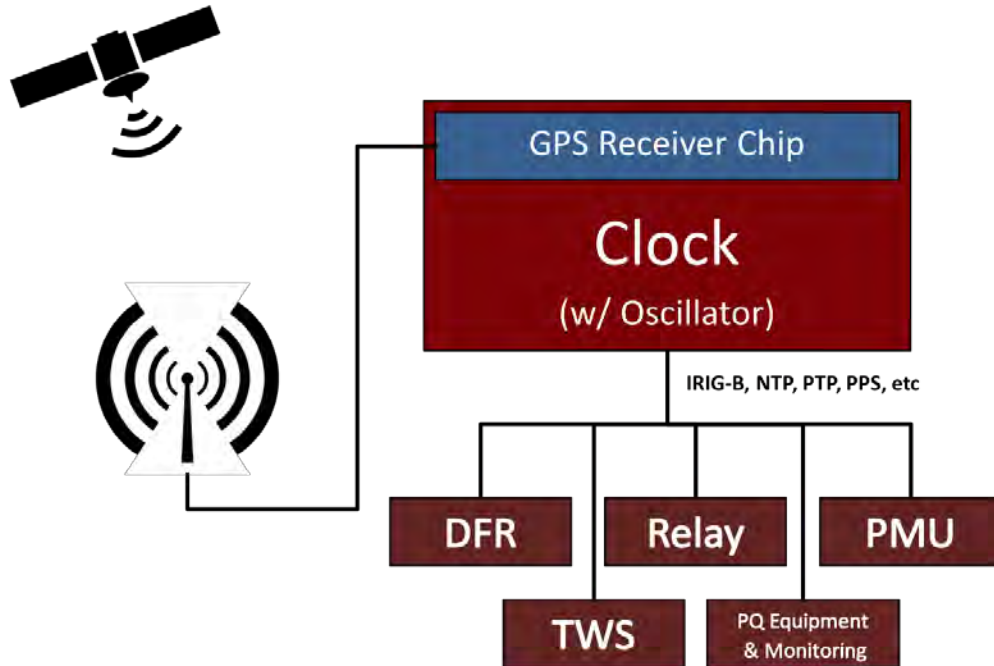 GPS Receiver Chip
Clock
(w/ Oscillator)
IRIG-B, NTP, PTP, PPS, etc
DFR
Relay
PMU
TWS
PQ Equipment
& Monitoring